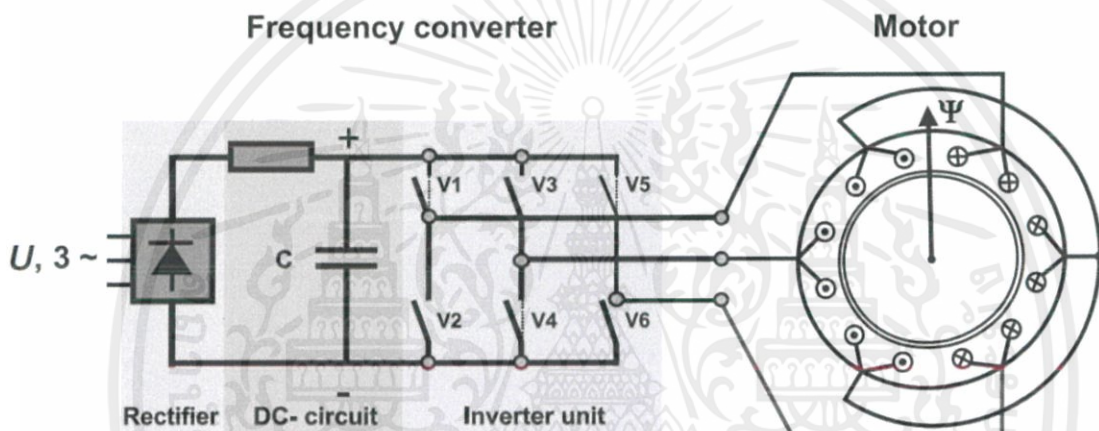 Frequency converter
Motor
Ψ
+
V1
V3
V5
U, 3 ~
C
V2
V4
V6
-
Rectifier
DC- circuit
Inverter unit